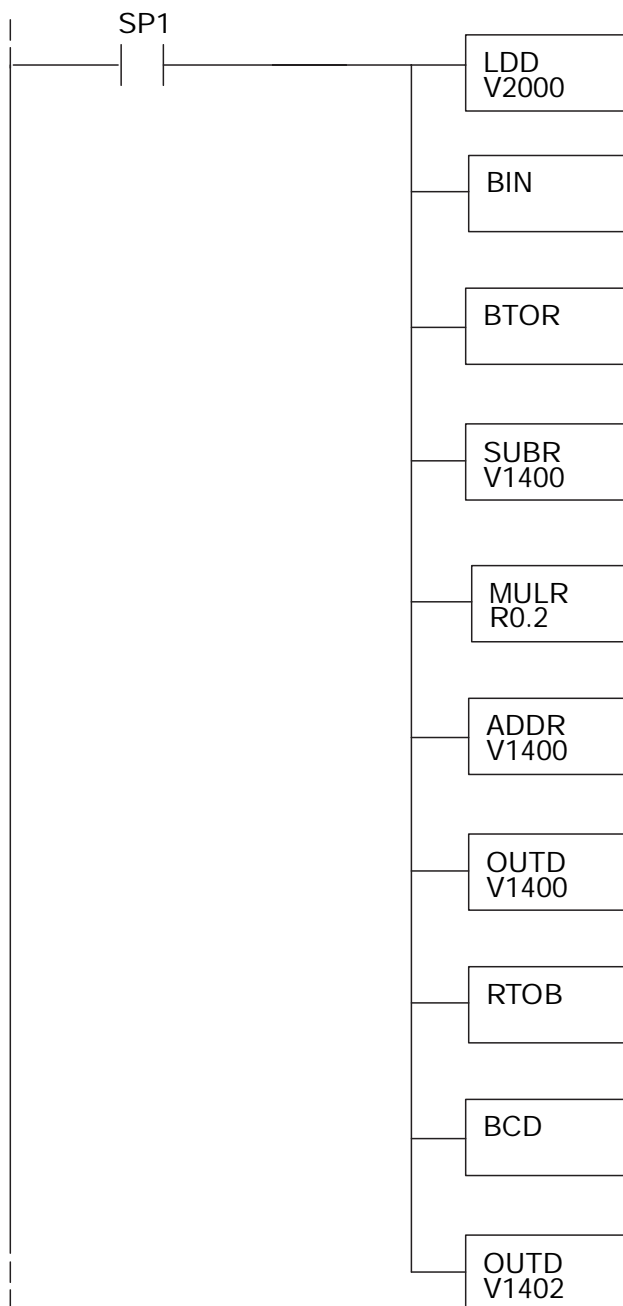 SP1
LDD
V2000
BIN
BTOR
SUBR
V1400
MULR
R0.2
ADDR
V1400
OUTD
V1400
RTOB
BCD
OUTD
V1402